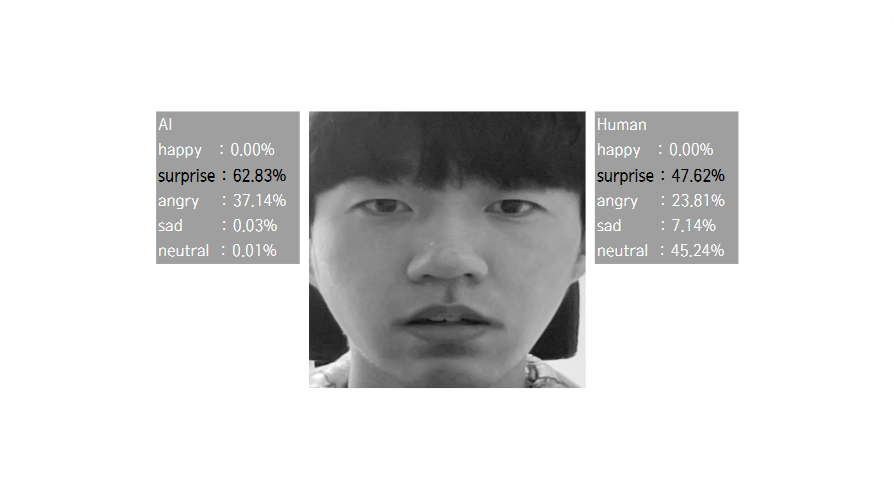 AI
happy : 0.00%
surprise : 62.83%
angry : 37.14%
sad : 0.03%
neutral : 0.01%
Human
happy : 0.00%
surprise : 47.62%
angry : 23.81%
sad : 7.14%
neutral : 45.24%